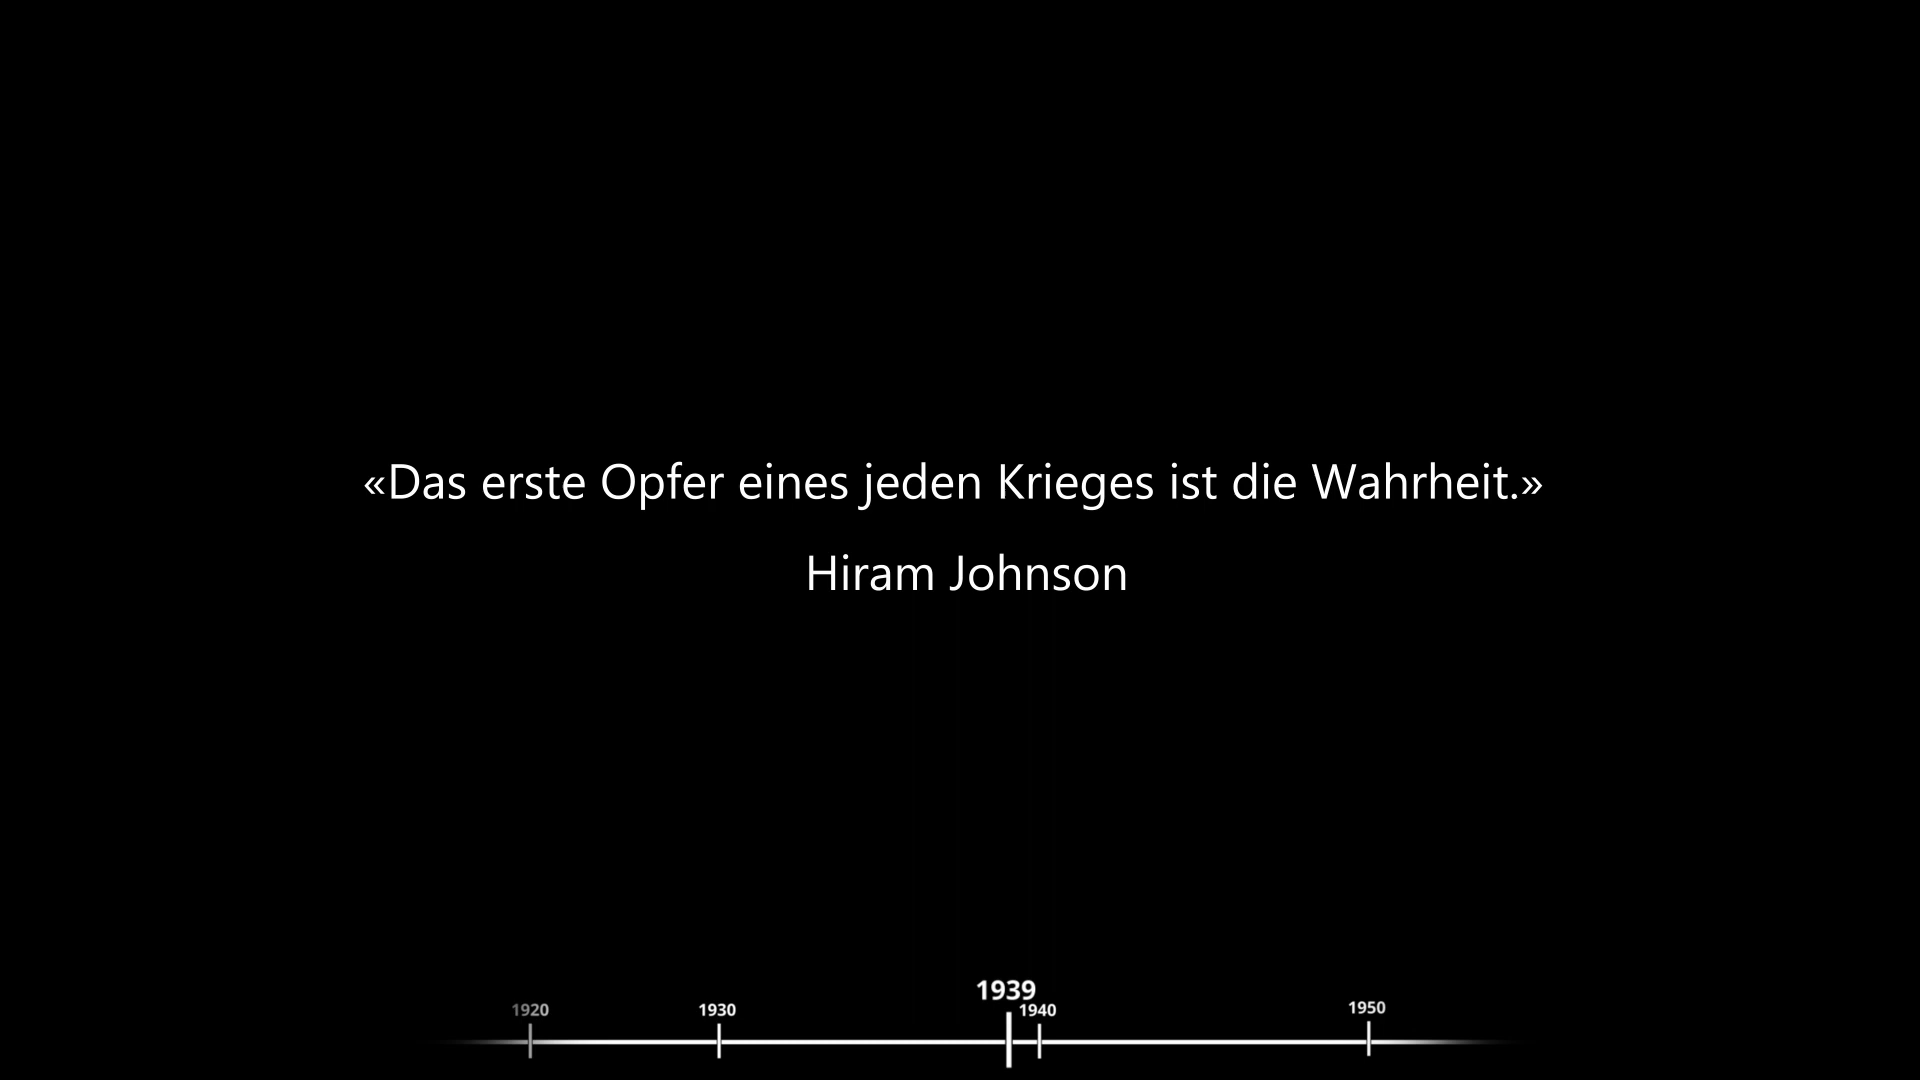 «Das erste Opfer eines jeden Krieges ist die Wahrheit.»
Hiram Johnson
1920
1930
1939
1940
1950